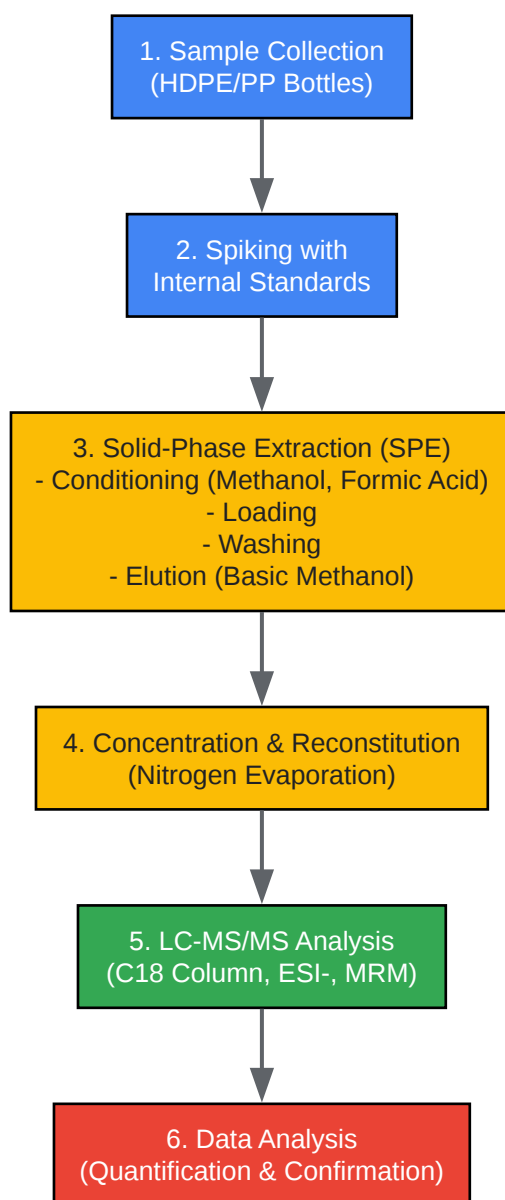 1. Sample Collection
(HDPE/PP Bottles)
2. Spiking with
Internal Standards
3. Solid-Phase Extraction (SPE)
- Conditioning (Methanol, Formic Acid)
- Loading
- Washing
- Elution (Basic Methanol)
4. Concentration & Reconstitution
(Nitrogen Evaporation)
5. LC-MS/MS Analysis
(C18 Column, ESI-, MRM)
6. Data Analysis
(Quantification & Confirmation)